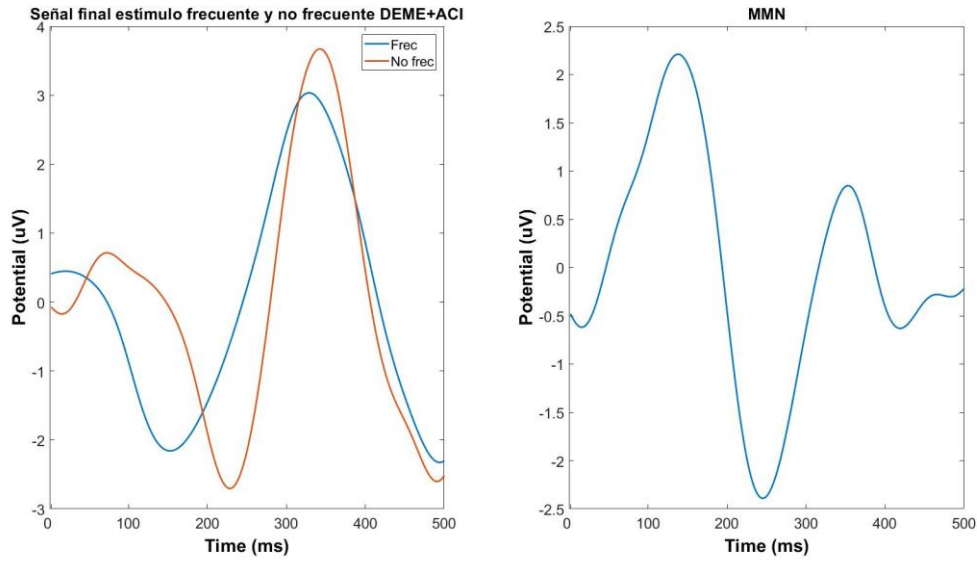 Señal final estímulo frecuente y no frecuente DEME+ACI
Frec
No frec
Potential (uV)
4
3
2
1
0
-1
-2
-3
0 100 200 300 400 500
Time (ms)
MMN
Potential (uV)
2.5
2
1.5
1
0.5
0
-0.5
-1
-1.5
-2
-2.5
0 100 200 300 400 500
Time (ms)